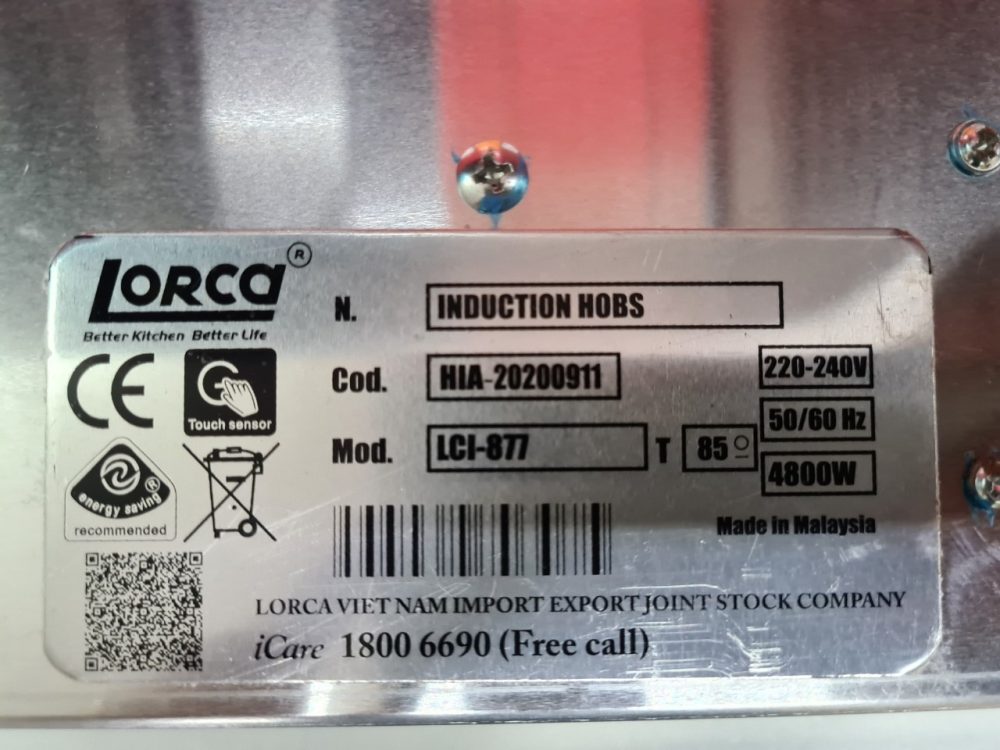 LORCA ®
Better Kitchen Better Life
CE
Touch sensor
energy saving ®
recommended
N. INDUCTION HOBS
Cod. HIA-20200911
Mod. LCI-877 T 85º
220-240V
50/60 Hz
4800W
Made in Malaysia
LORCA VIET NAM IMPORT EXPORT JOINT STOCK COMPANY
iCare 1800 6690 (Free call)